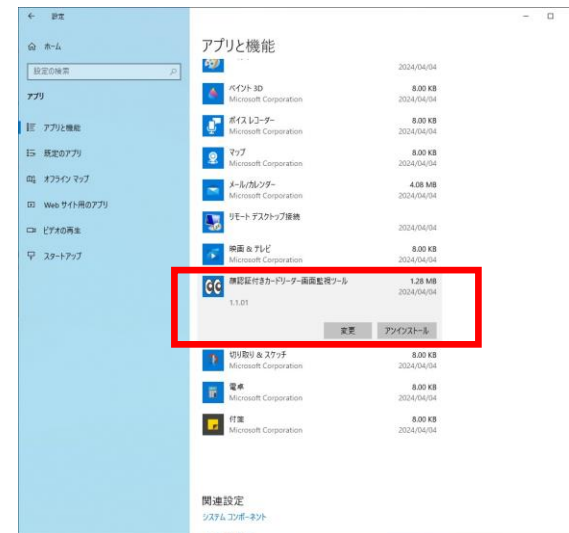 設定
ホーム
設定の検索
アプリ
アプリと機能
既定のアプリ
オフライン マップ
Web サイト用のアプリ
ビデオの再生
スタートアップ
アプリと機能
2024/04/04
ペイント 3D 8.00 KB
Microsoft Corporation 2024/04/04
ボイス レコーダー 8.00 KB
Microsoft Corporation 2024/04/04
マップ 8.00 KB
Microsoft Corporation 2024/04/04
メール/カレンダー 4.08 MB
Microsoft Corporation 2024/04/04
リモート デスクトップ接続
2024/04/04
映画 & テレビ 8.00 KB
Microsoft Corporation 2024/04/04
顔認証付きカードリーダー画面監視ツール 1.28 MB
2024/04/04
1.1.01
変更 アンインストール
切り取り & スケッチ 8.00 KB
Microsoft Corporation 2024/04/04
電卓 8.00 KB
Microsoft Corporation 2024/04/04
付箋 8.00 KB
Microsoft Corporation 2024/04/04
関連設定
システム コンポーネント